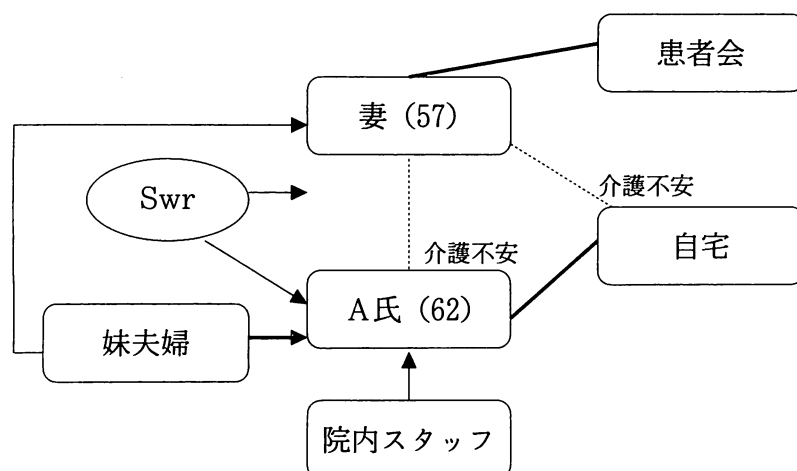 患者会
妻（57）
Swr
介護不安
自宅
介護不安
A氏（62）
妹夫婦
院内スタッフ